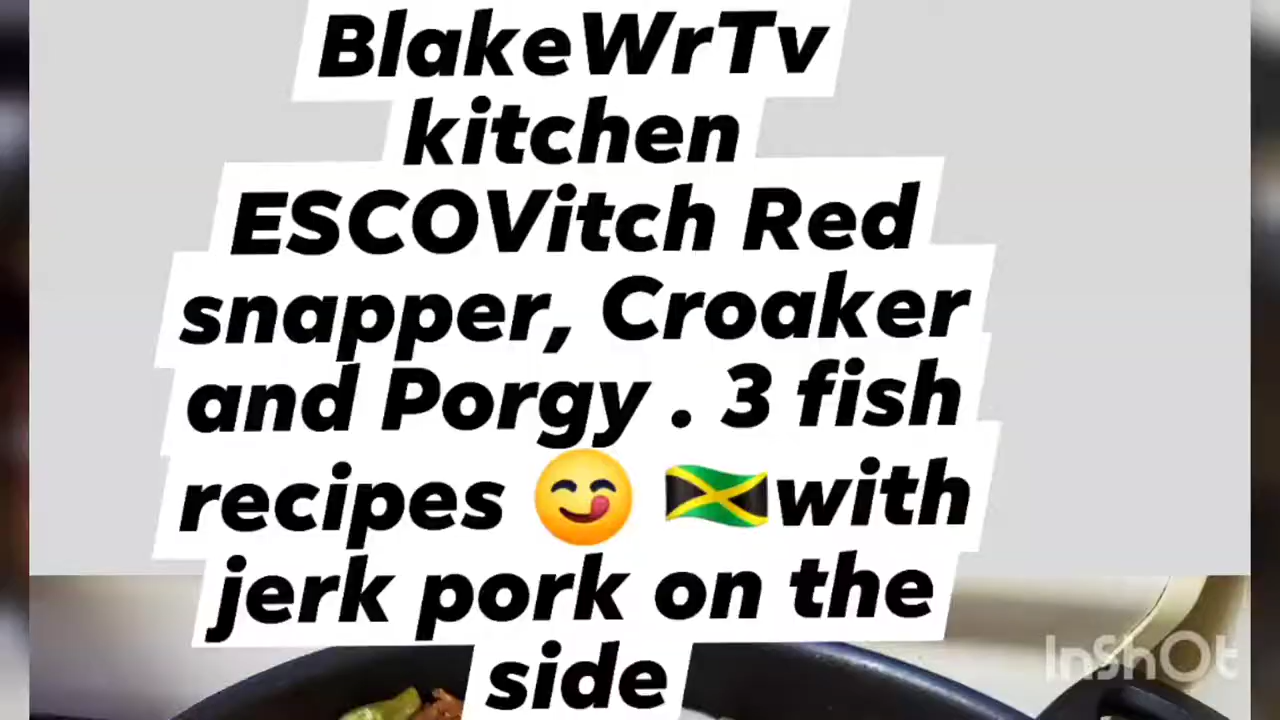 BlakeWrTv
kitchen
ESCOVitch Red
snapper, Croaker
and Porgy . 3 fish
recipes 😋 🇯🇲with
jerk pork on the
side
InShOt